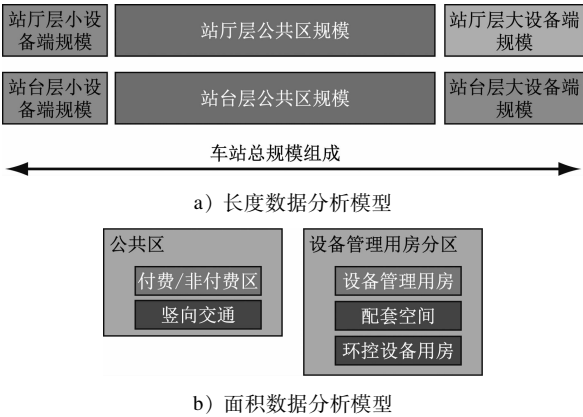 站厅层小设
备端规模
站厅层公共区规模
站厅层大设备端
规模
站台层小设
备端规模
站台层公共区规模
站台层大设备端
规模
车站总规模组成
a）长度数据分析模型
公共区
付费/非付费区
竖向交通
设备管理用房分区
设备管理用房
配套空间
环控设备用房
b）面积数据分析模型